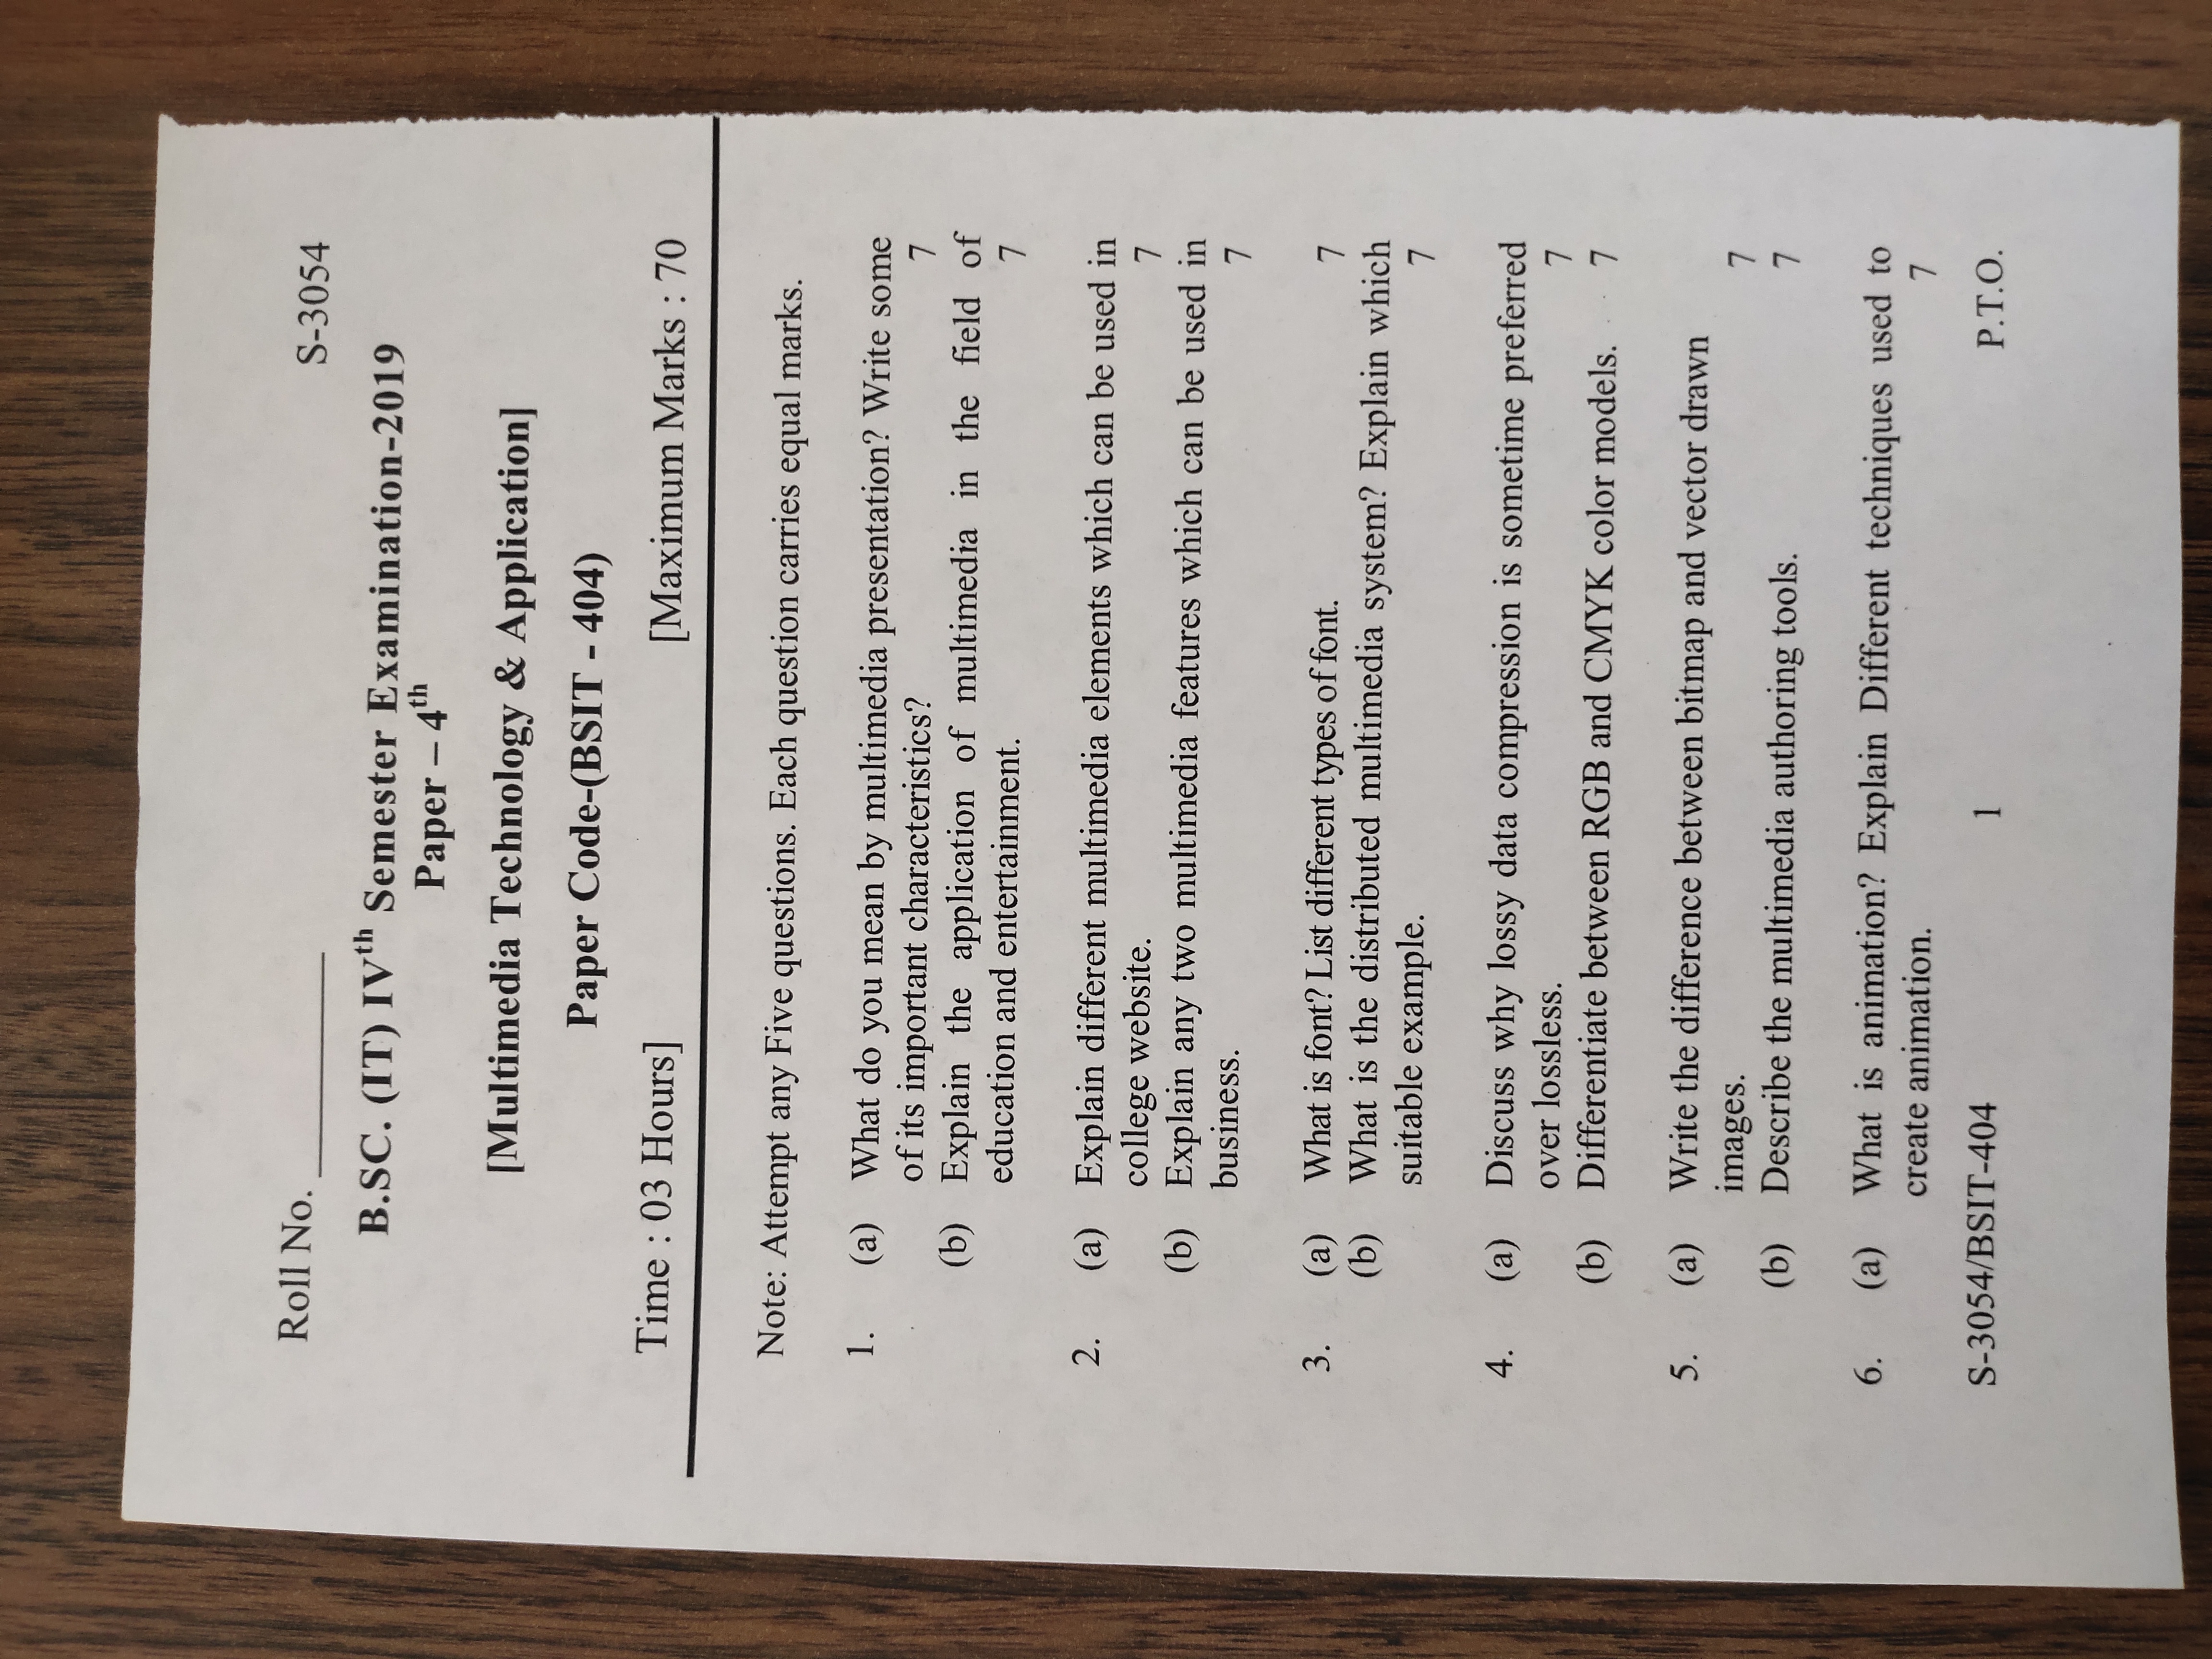 Roll No. __________ S-3054
B.SC. (IT) IVth Semester Examination-2019
Paper – 4th
[Multimedia Technology & Application]
Paper Code-(BSIT - 404)
Time : 03 Hours] [Maximum Marks : 70
Note: Attempt any Five questions. Each question carries equal marks.
1. (a) What do you mean by multimedia presentation? Write some
of its important characteristics? 7
(b) Explain the application of multimedia in the field of
education and entertainment. 7
2. (a) Explain different multimedia elements which can be used in
college website. 7
(b) Explain any two multimedia features which can be used in
business. 7
3. (a) What is font? List different types of font. 7
(b) What is the distributed multimedia system? Explain which
suitable example. 7
4. (a) Discuss why lossy data compression is sometime preferred
over lossless. 7
(b) Differentiate between RGB and CMYK color models. 7
5. (a) Write the difference between bitmap and vector drawn
images. 7
(b) Describe the multimedia authoring tools. 7
6. (a) What is animation? Explain Different techniques used to
create animation. 7
S-3054/BSIT-404 1 P.T.O.